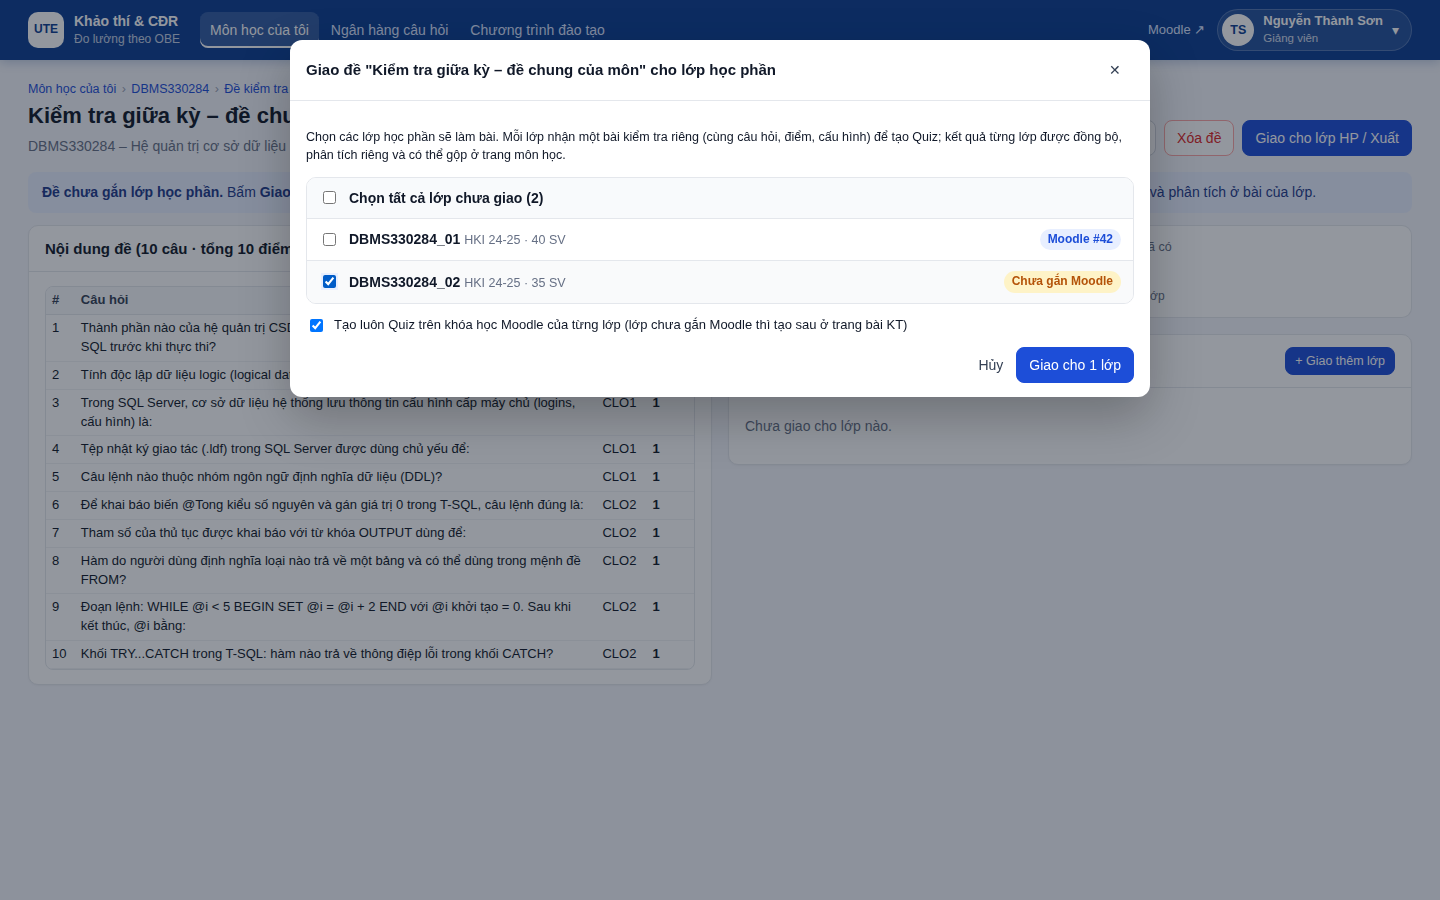 UTE
Khảo thí & CĐR
Đo lường theo OBE
Môn học của tôi
Ngân hàng câu hỏi
Chương trình đào tạo
Moodle ↗
TS
Nguyễn Thành Sơn
Giảng viên
▾
Môn học của tôi › DBMS330284 › Đề kiểm tra
Kiểm tra giữa kỳ – đề
DBMS330284 – Hệ quản trị cơ sở dữ liệu
Xóa đề
Giao cho lớp HP / Xuất
Đề chưa gắn lớp học phần. Bấm Giao
và phân tích ở bài của lớp.
Giao đề "Kiểm tra giữa kỳ – đề chung của môn" cho lớp học phần
×
Chọn các lớp học phần sẽ làm bài. Mỗi lớp nhận một bài kiểm tra riêng (cùng câu hỏi, điểm, cấu hình) để tạo Quiz; kết quả từng lớp được đồng bộ,
phân tích riêng và có thể gộp ở trang môn học.
Chọn tất cả lớp chưa giao (2)
DBMS330284_01 HKI 24-25 · 40 SV
Moodle #42
DBMS330284_02 HKI 24-25 · 35 SV
Chưa gắn Moodle
Tạo luôn Quiz trên khóa học Moodle của từng lớp (lớp chưa gắn Moodle thì tạo sau ở trang bài KT)
Hủy
Giao cho 1 lớp
Nội dung đề (10 câu · tổng 10 điểm
có
# Câu hỏi
1 Thành phần nào của hệ quản trị
SQL trước khi thực thi?
2 Tính độc lập dữ liệu logic (logical
3 Trong SQL Server, cơ sở dữ liệu hệ thống lưu thông tin cấu hình cấp máy chủ (logins, CLO1 1
cấu hình) là:
4 Tệp nhật ký giao tác (.ldf) trong SQL Server được dùng chủ yếu để: CLO1 1
5 Câu lệnh nào thuộc nhóm ngôn ngữ định nghĩa dữ liệu (DDL)? CLO1 1
6 Để khai báo biến @Tong kiểu số nguyên và gán giá trị 0 trong T-SQL, câu lệnh đúng là: CLO2 1
7 Tham số của thủ tục được khai báo với từ khóa OUTPUT dùng để: CLO2 1
8 Hàm do người dùng định nghĩa loại nào trả về một bảng và có thể dùng trong mệnh đề CLO2 1
FROM?
9 Đoạn lệnh: WHILE @i < 5 BEGIN SET @i = @i + 2 END với @i khởi tạo = 0. Sau khi CLO2 1
kết thúc, @i bằng:
10 Khối TRY...CATCH trong T-SQL: hàm nào trả về thông điệp lỗi trong khối CATCH? CLO2 1
+ Giao thêm lớp
Chưa giao cho lớp nào.